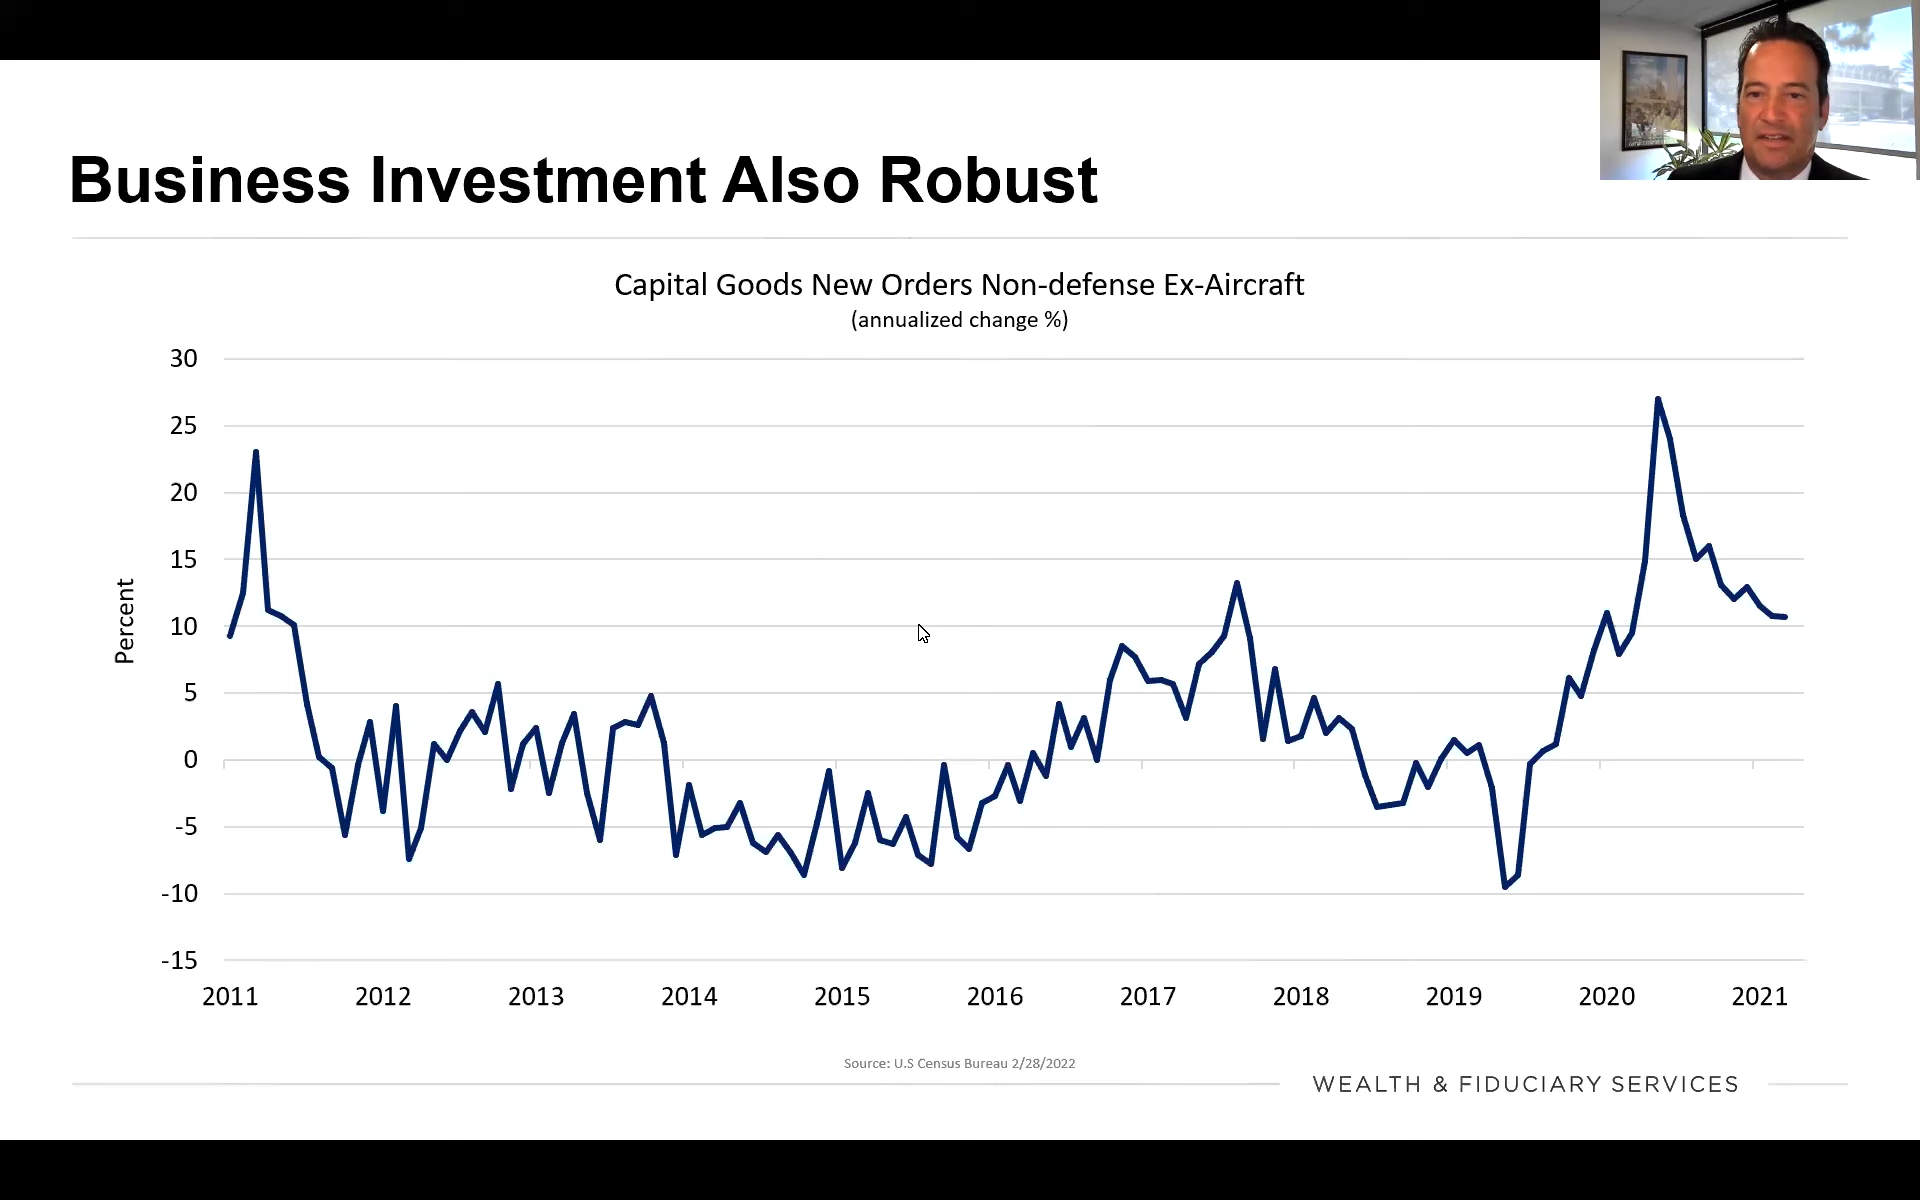 Business Investment Also Robust
Capital Goods New Orders Non-defense Ex-Aircraft
(annualized change %)
30
25
20
15
10
5
0
-5
-10
-15
Percent
2011 2012 2013 2014 2015 2016 2017 2018 2019 2020 2021
Source: U.S Census Bureau 2/28/2022
WEALTH & FIDUCIARY SERVICES